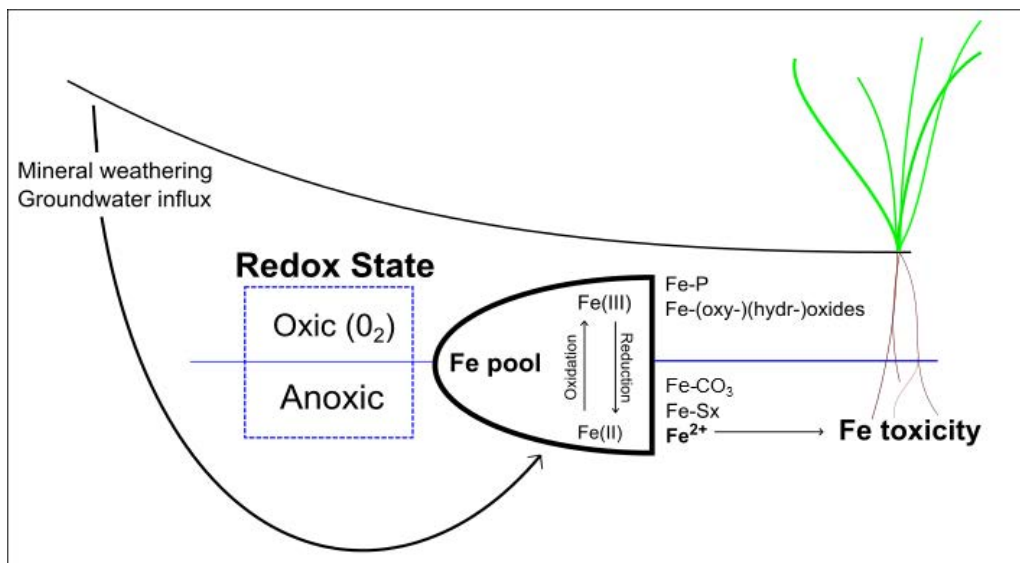 Mineral weathering
Groundwater influx
Redox State
Oxic (0₂)
Anoxic
Fe pool
Fe(III)
Oxidation
Reduction
Fe(II)
Fe-P
Fe-(oxy-)(hydr-)oxides
Fe-CO₃
Fe-Sx
Fe²⁺
Fe toxicity